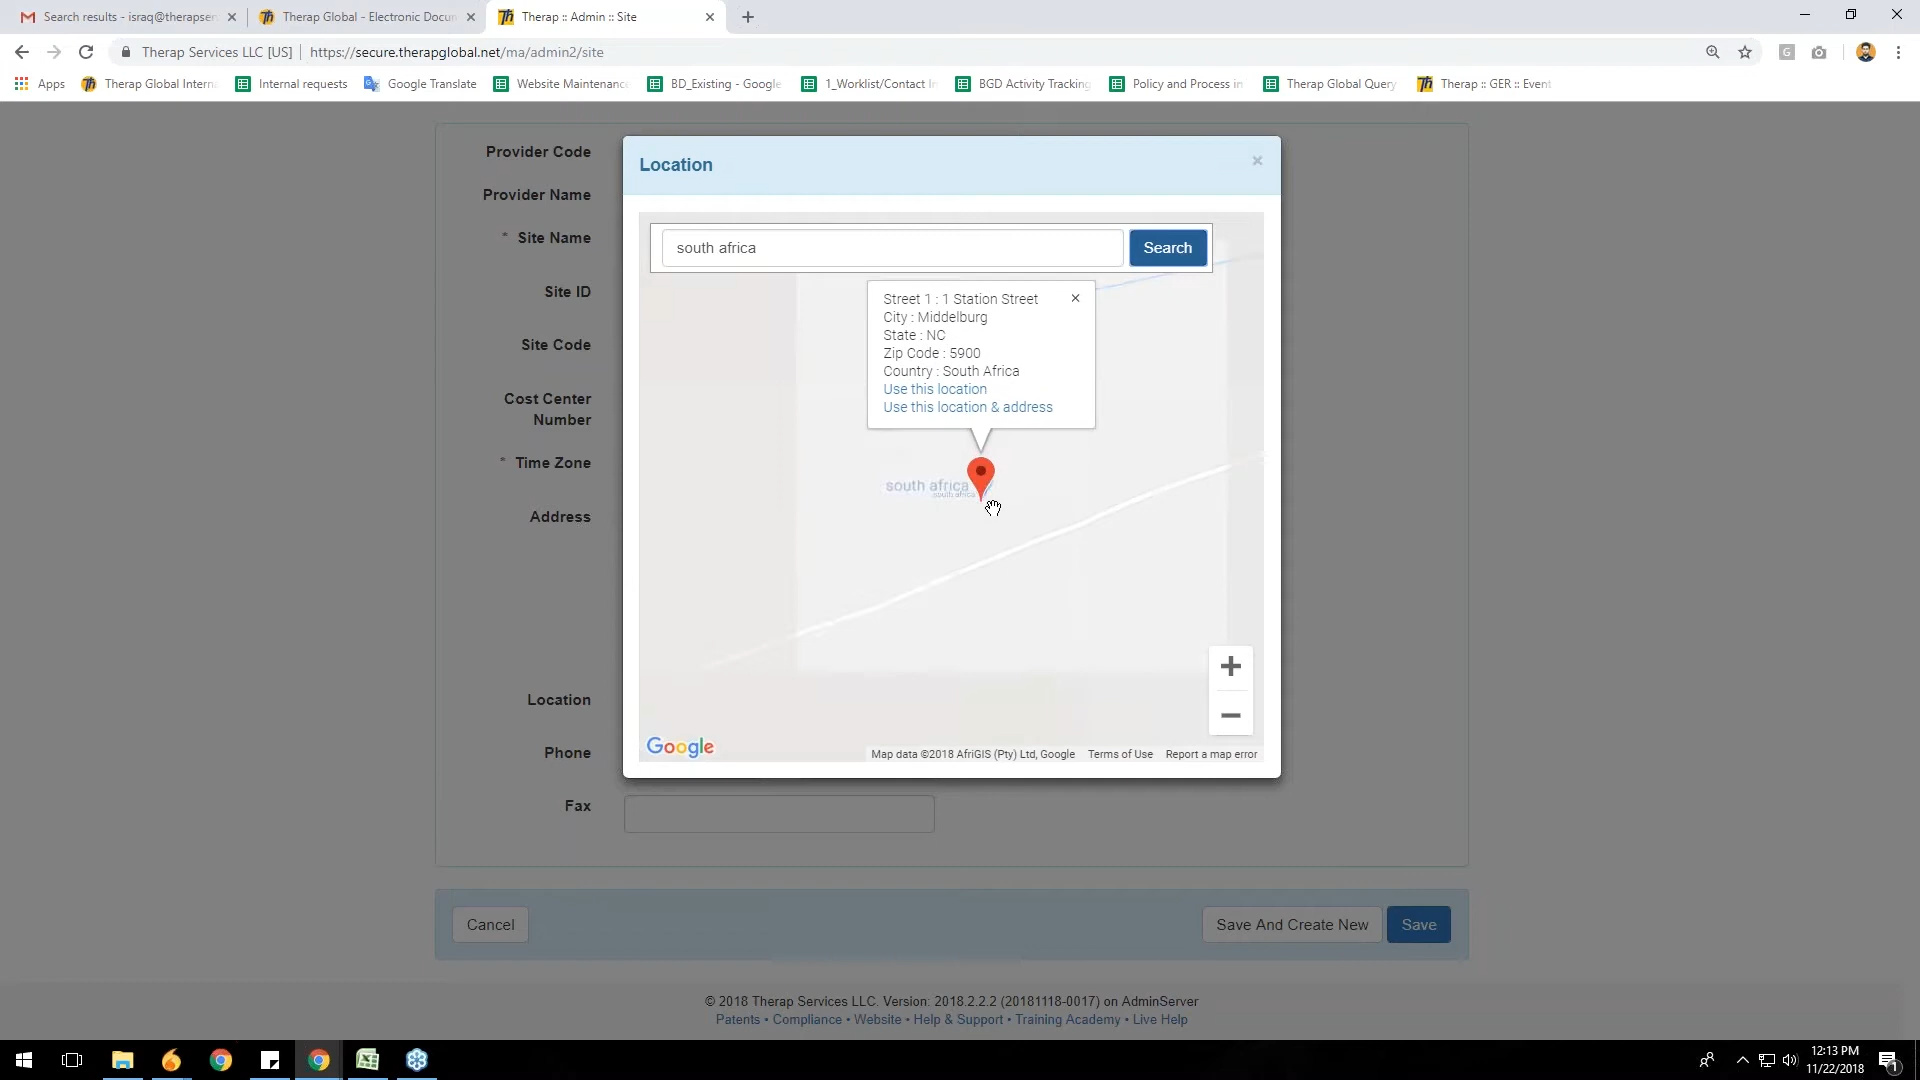 Search results - israq@therapser
Therap Global - Electronic Docun
Therap :: Admin :: Site
Therap Services LLC [US] | https://secure.therapglobal.net/ma/admin2/site
Apps
Therap Global Intern
Internal requests
Google Translate
Website Maintenanc
BD_Existing - Google
1_Worklist/Contact In
BGD Activity Tracking
Policy and Process in
Therap Global Query
Therap :: GER :: Event
Location
×
Provider Code
Provider Name
* Site Name
Site ID
Site Code
Cost Center
Number
* Time Zone
Address
Location
Phone
Fax
south africa
Search
Street 1 : 1 Station Street
City : Middelburg
State : NC
Zip Code : 5900
Country : South Africa
Use this location
Use this location & address
south africa
south africa
Google
Map data ©2018 AfriGIS (Pty) Ltd, Google
Terms of Use
Report a map error
Cancel
Save And Create New
Save
© 2018 Therap Services LLC. Version: 2018.2.2.2 (20181118-0017) on AdminServer
Patents • Compliance • Website • Help & Support • Training Academy • Live Help
12:13 PM
11/22/2018
1